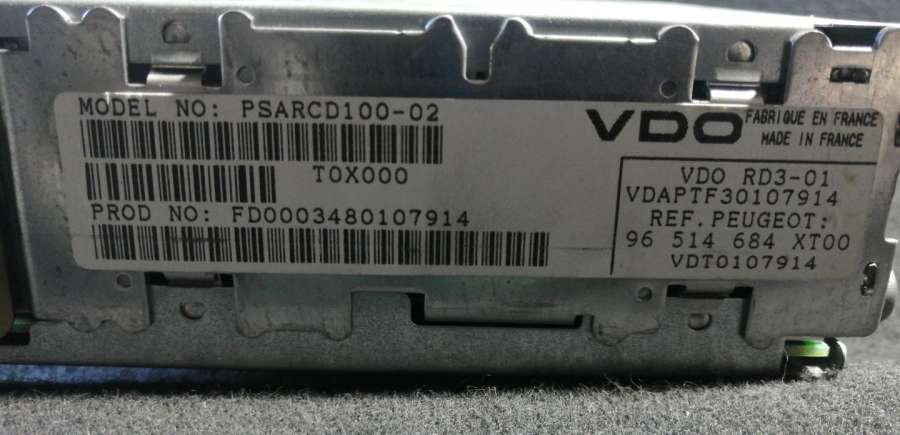 MODEL NO: PSARCD100-02
T0X000
PROD NO: FD0003480107914
VDO
FABRIQUE EN FRANCE
MADE IN FRANCE
VDO RD3-01
VDAPTF30107914
REF. PEUGEOT:
96 514 684 XT00
VDT0107914